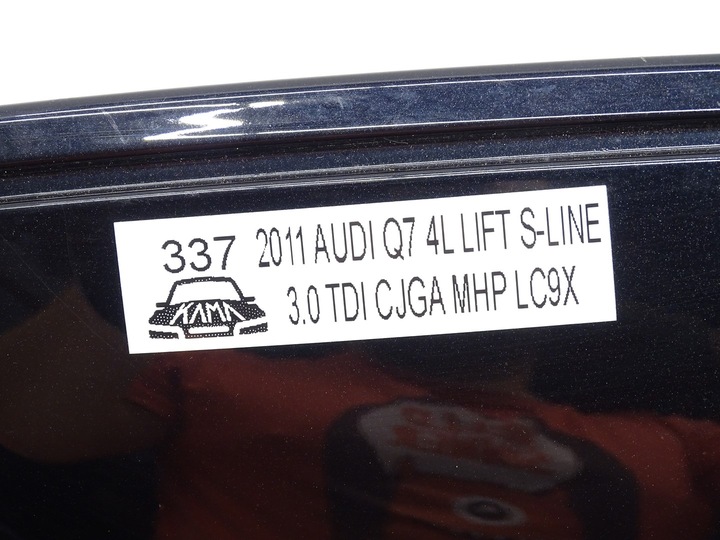 337 2011 AUDI Q7 4L LIFT S-LINE
KAMA 3.0 TDI CJGA MHP LC9X